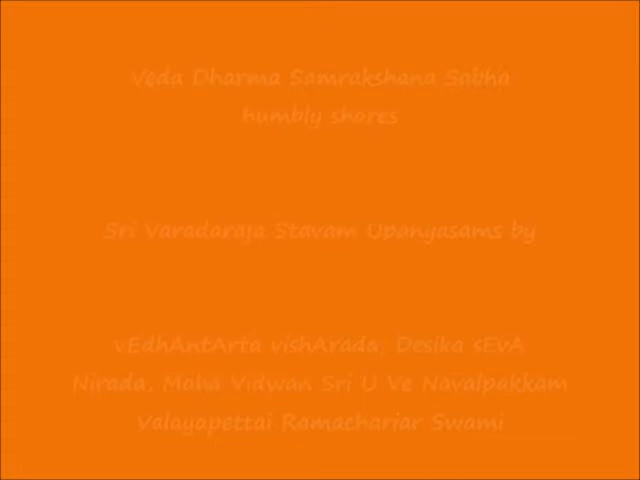 Veda Dharma Samrakshana Sabha
humbly shares
Sri Varadaraja Stavam Upanyasams by
vEdhAntArta vishArada, Desika sEvA
Nirada, Maha Vidwan Sri U Ve Navalpakkam
Valayapettai Ramachariar Swami